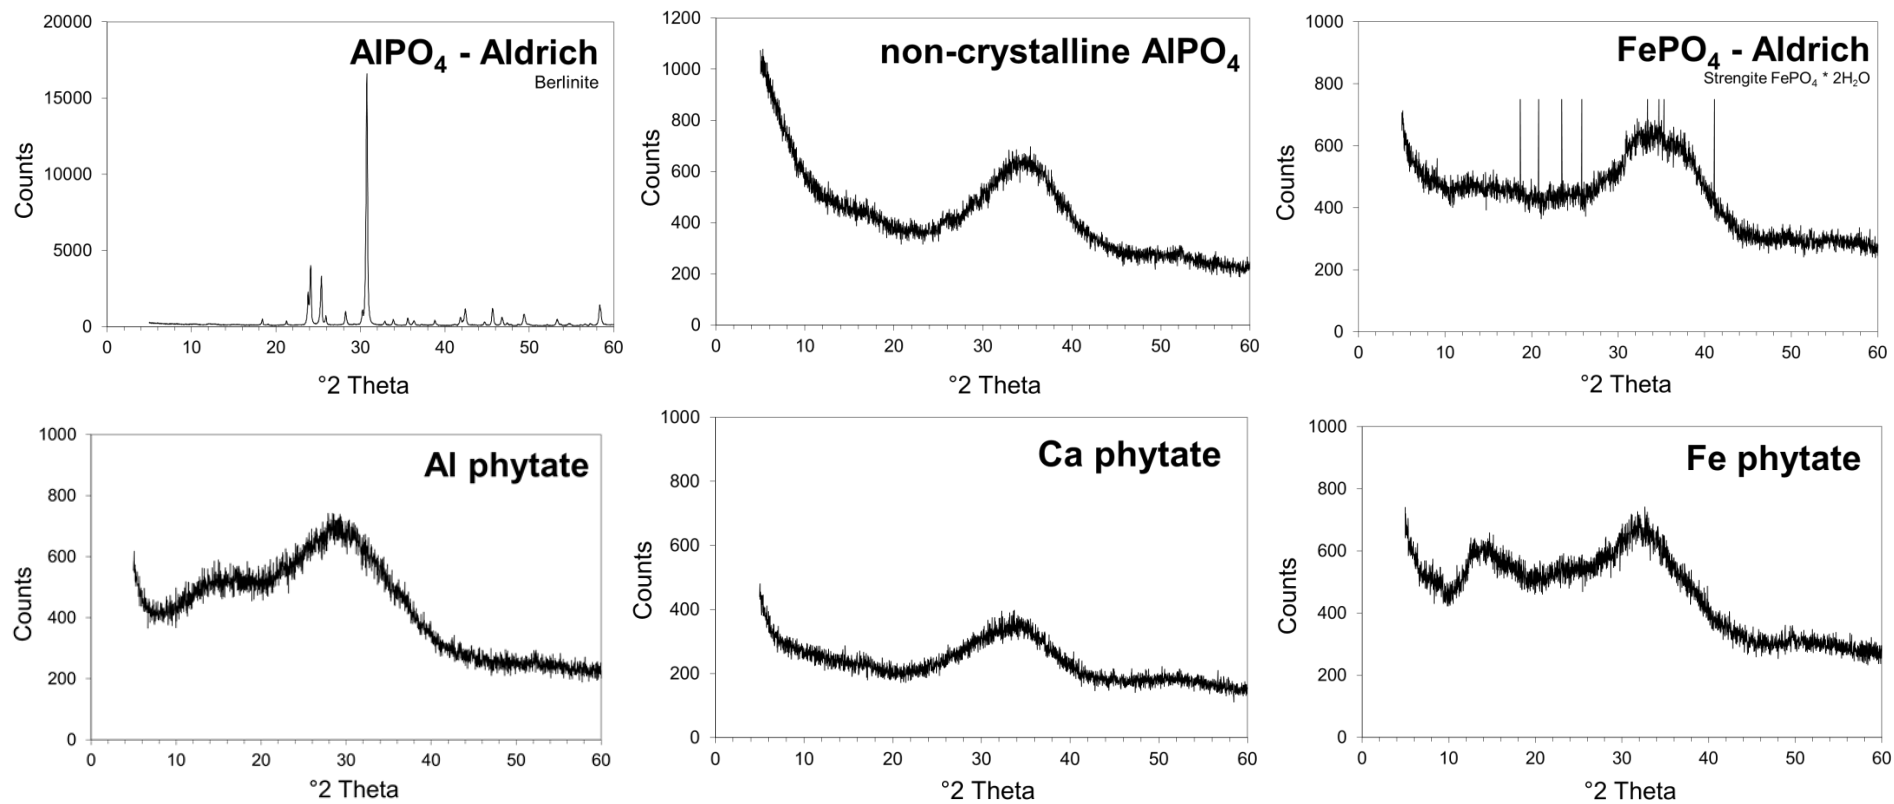 AlPO₄ - Aldrich
Berlinite
Counts
20000
15000
10000
5000
0
0 10 20 30 40 50 60
°2 Theta
non-crystalline AlPO₄
Counts
1200
1000
800
600
400
200
0
0 10 20 30 40 50 60
°2 Theta
FePO₄ - Aldrich
Strengite FePO₄ * 2H₂O
Counts
1000
800
600
400
200
0
0 10 20 30 40 50 60
°2 Theta
Al phytate
Counts
1000
800
600
400
200
0
0 10 20 30 40 50 60
°2 Theta
Ca phytate
Counts
1000
800
600
400
200
0
0 10 20 30 40 50 60
°2 Theta
Fe phytate
Counts
1000
800
600
400
200
0
0 10 20 30 40 50 60
°2 Theta